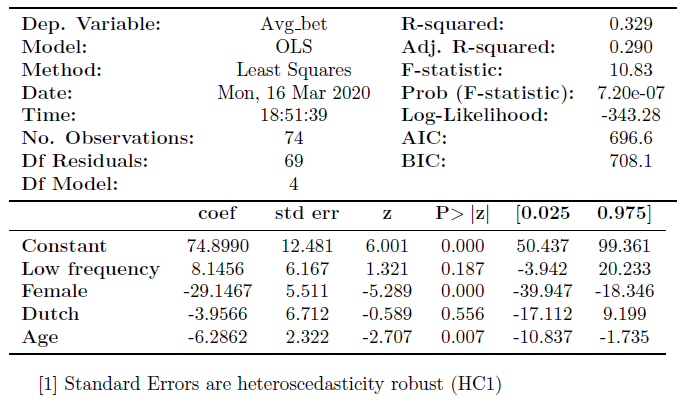 Dep. Variable: Avg_bet R-squared: 0.329
Model: OLS Adj. R-squared: 0.290
Method: Least Squares F-statistic: 10.83
Date: Mon, 16 Mar 2020 Prob (F-statistic): 7.20e-07
Time: 18:51:39 Log-Likelihood: -343.28
No. Observations: 74 AIC: 696.6
Df Residuals: 69 BIC: 708.1
Df Model: 4
coef std err z P> |z| [0.025 0.975]
Constant 74.8990 12.481 6.001 0.000 50.437 99.361
Low frequency 8.1456 6.167 1.321 0.187 -3.942 20.233
Female -29.1467 5.511 -5.289 0.000 -39.947 -18.346
Dutch -3.9566 6.712 -0.589 0.556 -17.112 9.199
Age -6.2862 2.322 -2.707 0.007 -10.837 -1.735
[1] Standard Errors are heteroscedasticity robust (HC1)